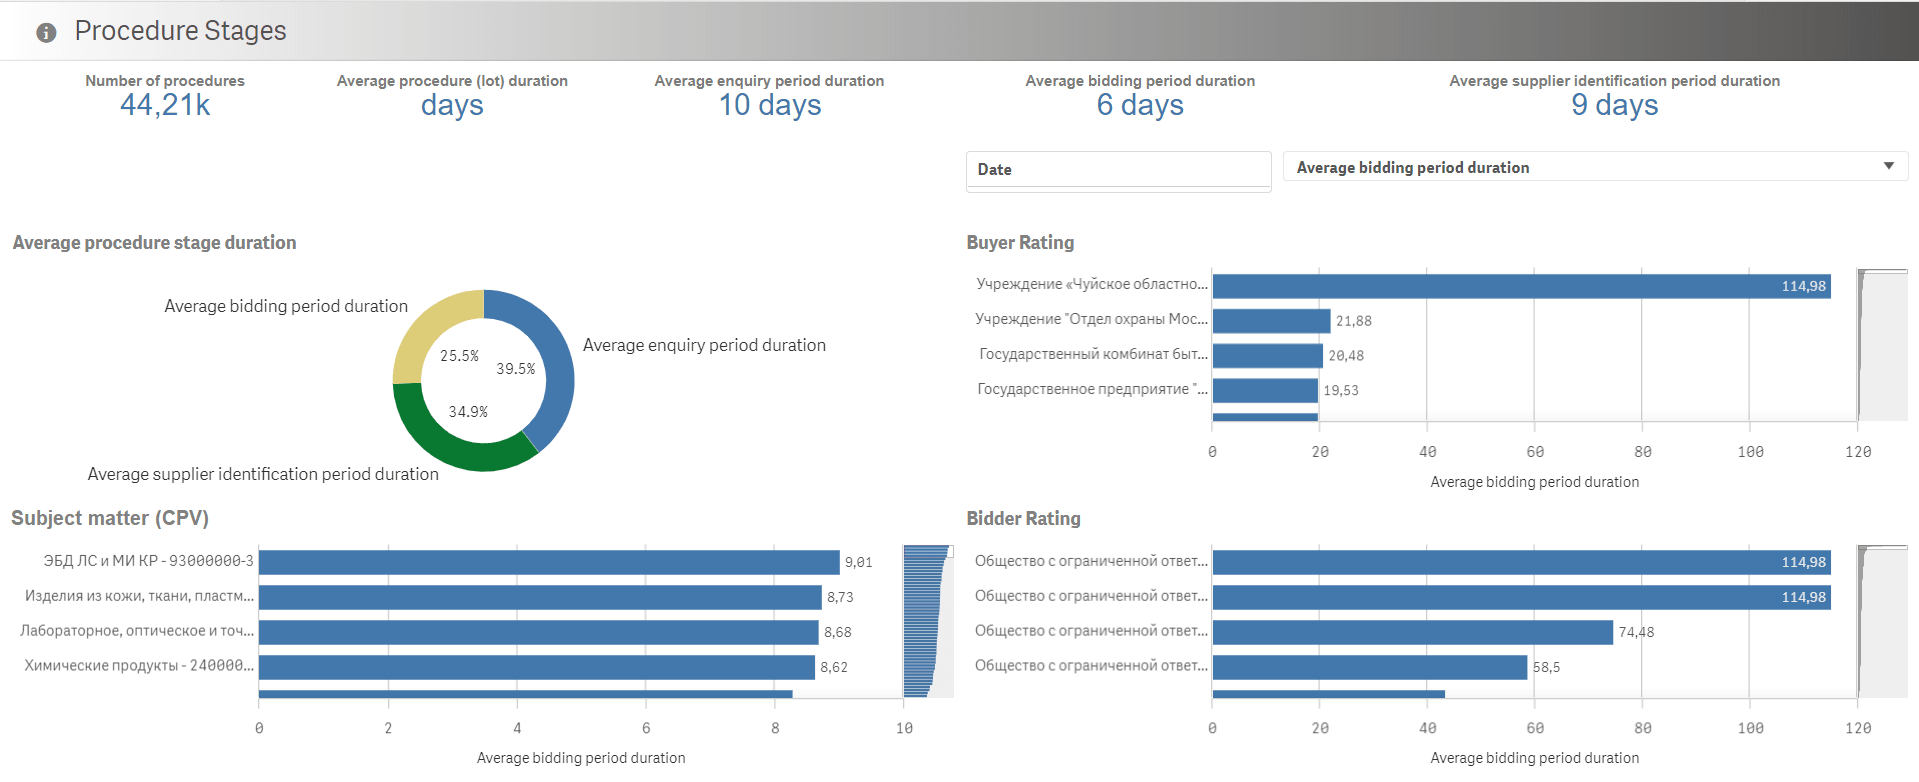 Procedure Stages
Number of procedures
44,21k
Average procedure (lot) duration
days
Average enquiry period duration
10 days
Average bidding period duration
6 days
Average supplier identification period duration
9 days
Date
Average bidding period duration
Average procedure stage duration
Average bidding period duration
25.5%
39.5%
34.9%
Average enquiry period duration
Average supplier identification period duration
Buyer Rating
Учреждение «Чуйское областно... 114,98
Учреждение "Отдел охраны Мос... 21,88
Государственный комбинат быт... 20,48
Государственное предприятие "... 19,53
0 20 40 60 80 100 120
Average bidding period duration
Subject matter (CPV)
ЭБД ЛС и МИ КР - 93000000-3 9,01
Изделия из кожи, ткани, пластм... 8,73
Лабораторное, оптическое и точ... 8,68
Химические продукты - 240000... 8,62
0 2 4 6 8 10
Average bidding period duration
Bidder Rating
Общество с ограниченной ответ... 114,98
Общество с ограниченной ответ... 114,98
Общество с ограниченной ответ... 74,48
Общество с ограниченной ответ... 58,5
0 20 40 60 80 100 120
Average bidding period duration